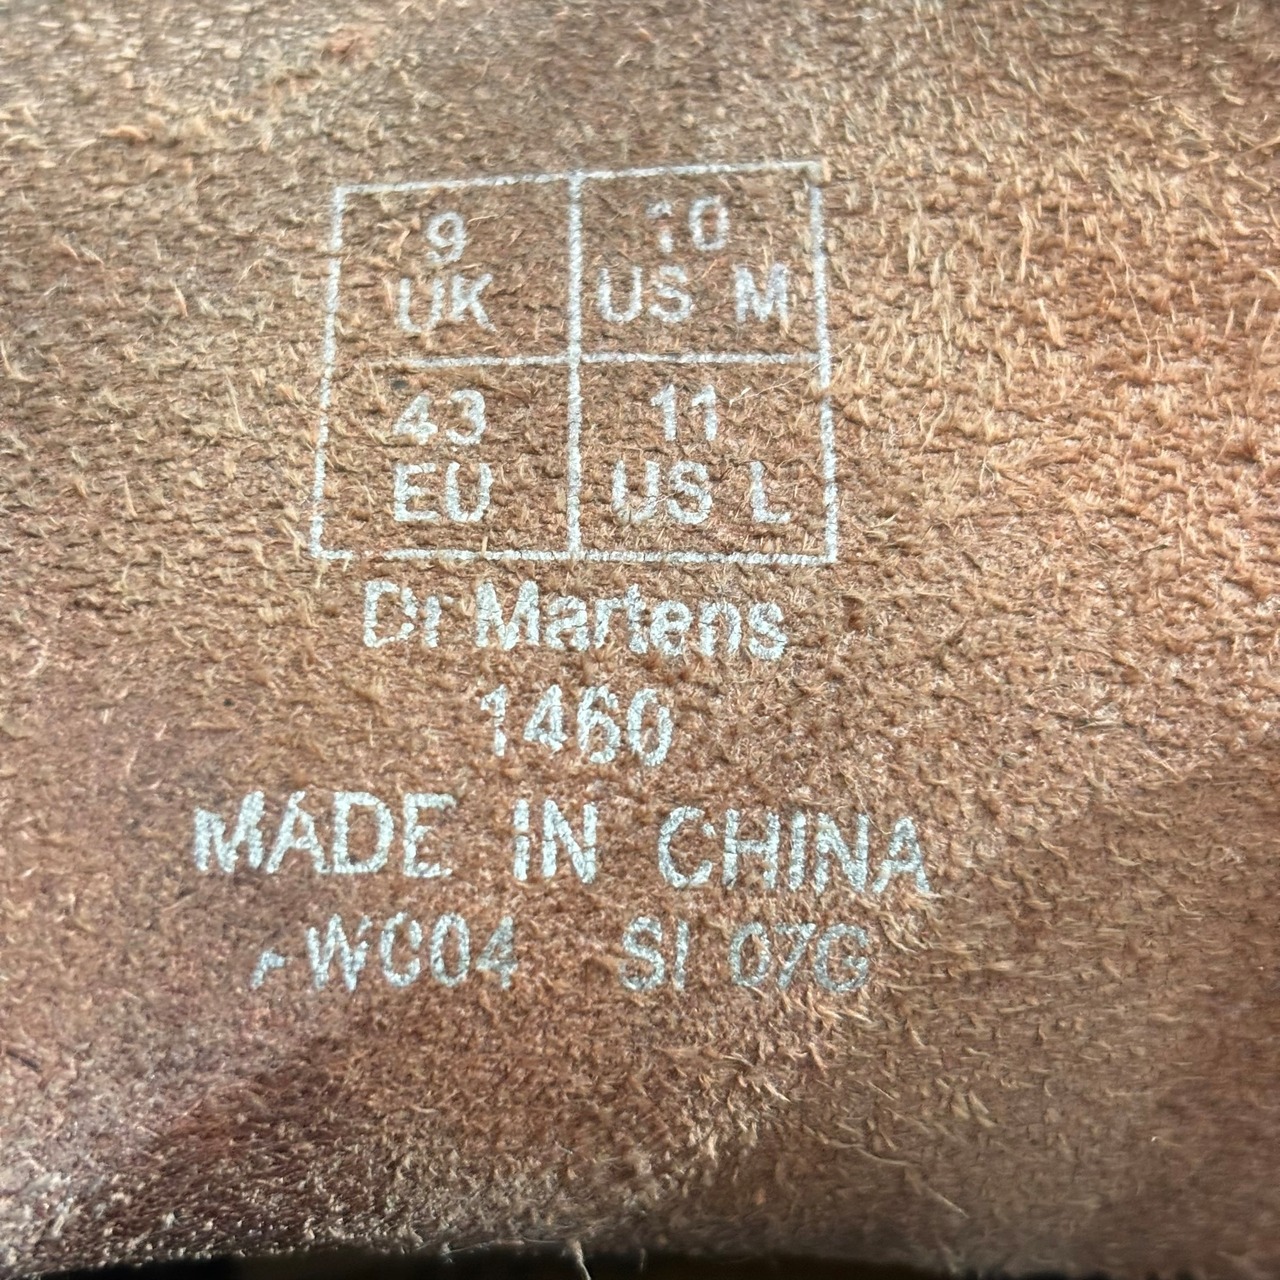 9 10
UK US M
43 11
EU US L
Dr Martens
1460
MADE IN CHINA
WC04 SI 07G